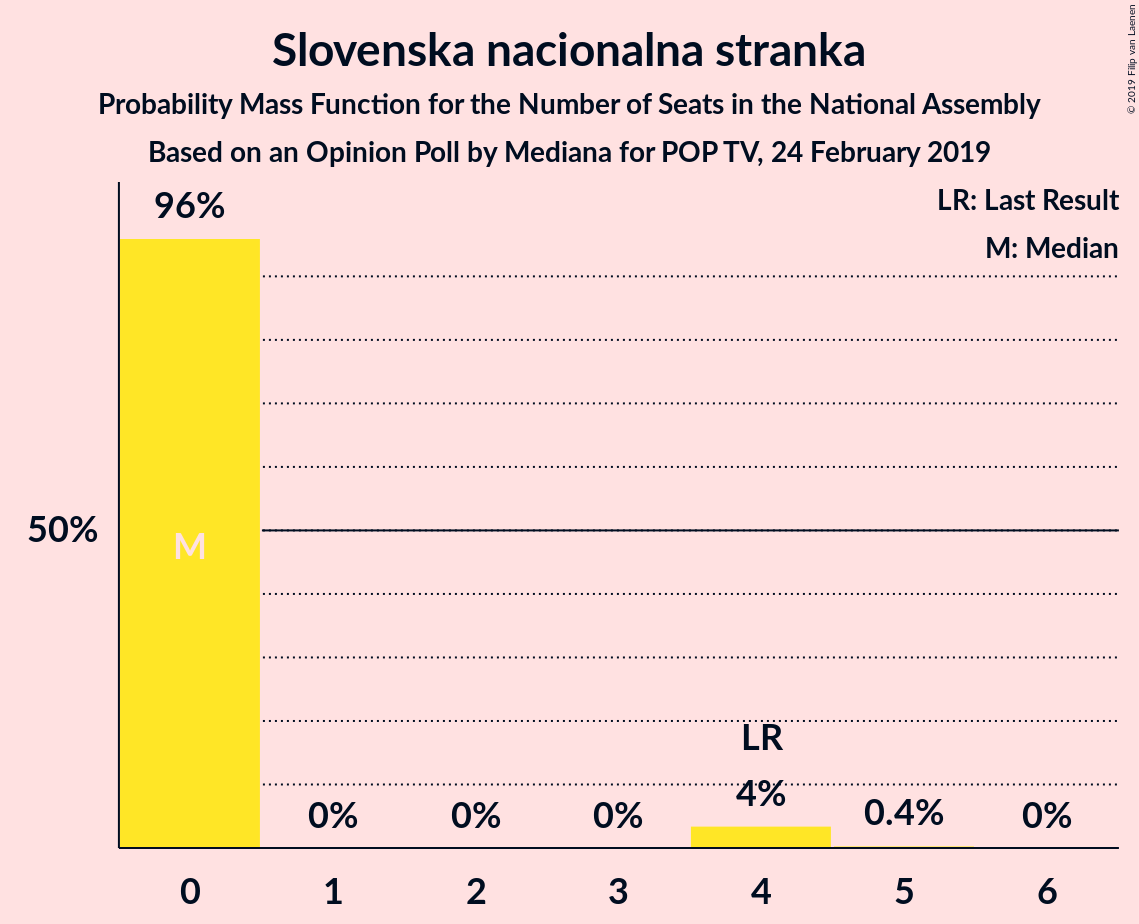 Slovenska nacionalna stranka
Probability Mass Function for the Number of Seats in the National Assembly
Based on an Opinion Poll by Mediana for POP TV, 24 February 2019
© 2019 Filip van Laenen
LR: Last Result
M: Median
96%
50%
M
LR
0%
0%
0%
4%
0.4%
0%
0
1
2
3
4
5
6